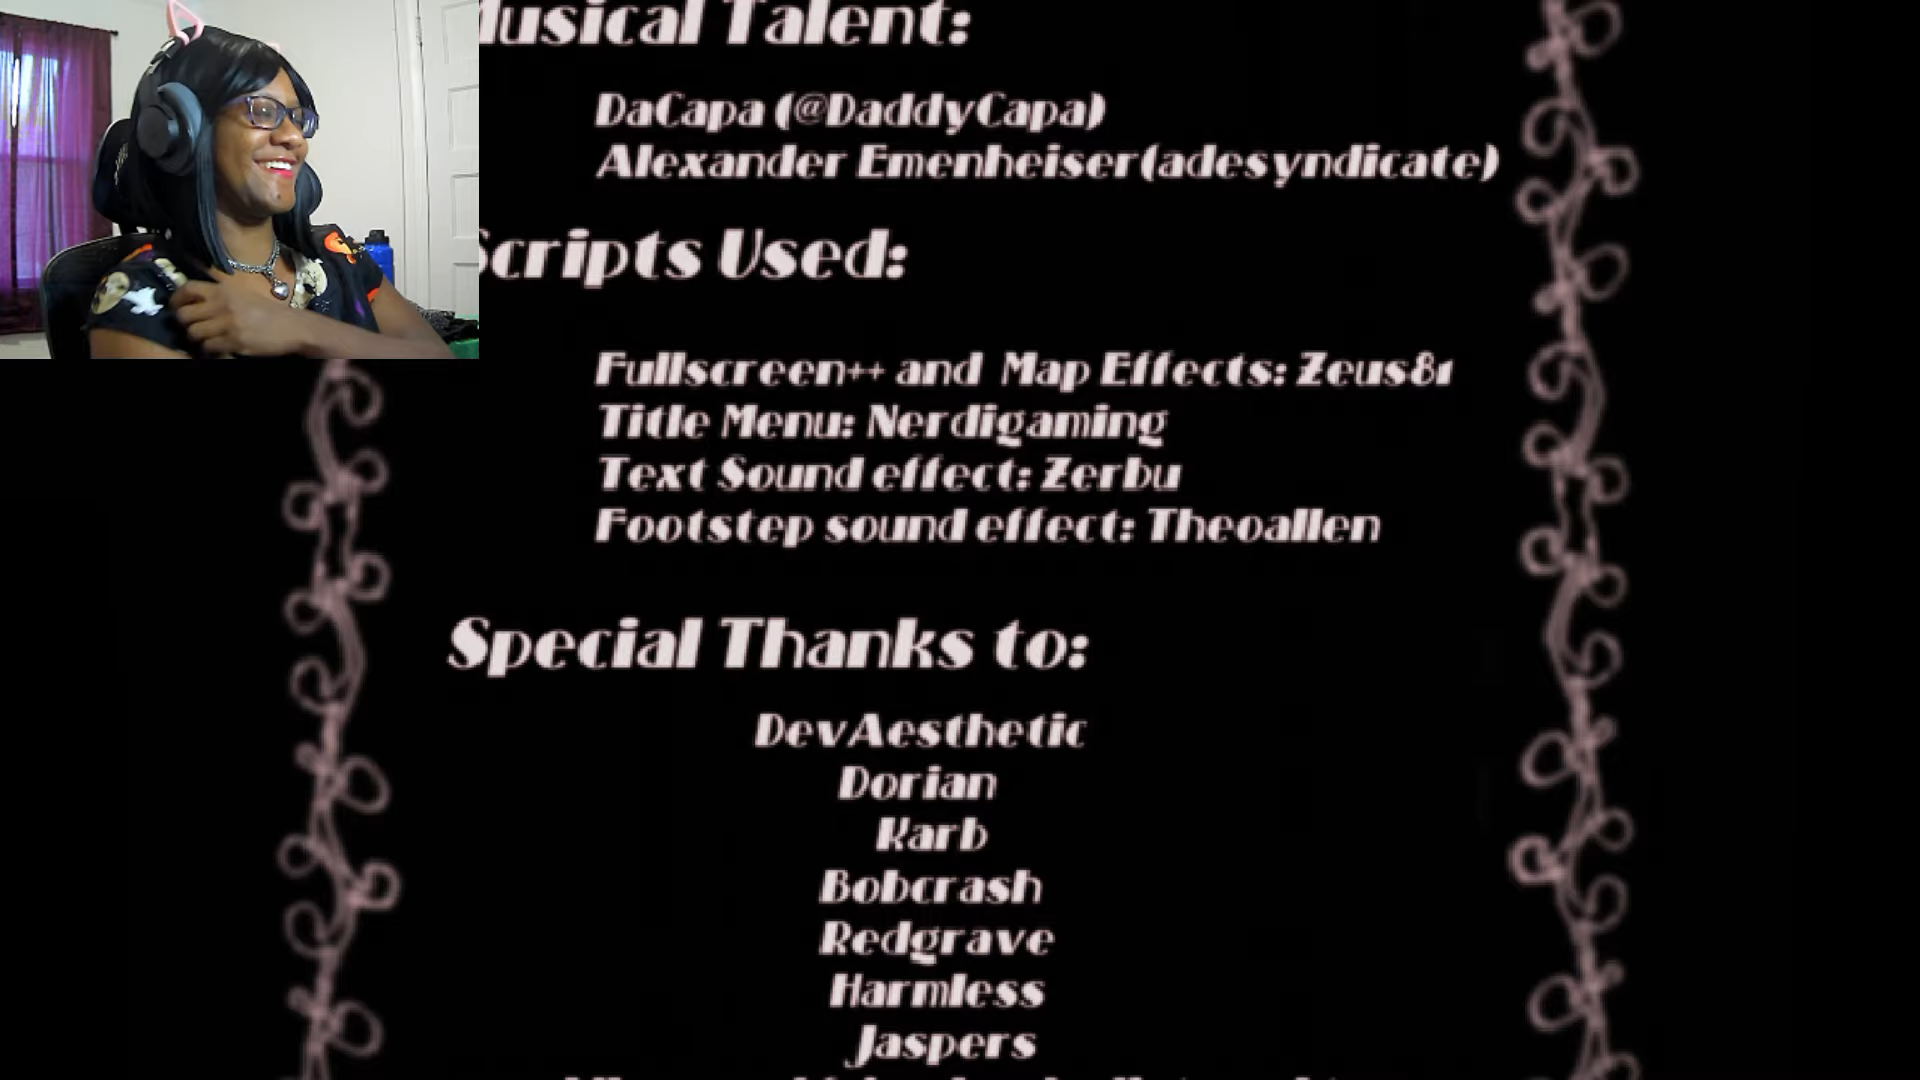 Musical Talent:
DaCapa (@DaddyCapa)
Alexander Emenheiser(adesyndicate)
Scripts Used:
Fullscreen++ and Map Effects: Zeus81
Title Menu: Nerdigaming
Text Sound effect: Zerbu
Footstep sound effect: Theoallen
Special Thanks to:
DevAesthetic
Dorian
Karb
Bobcrash
Redgrave
Harmless
Jaspers